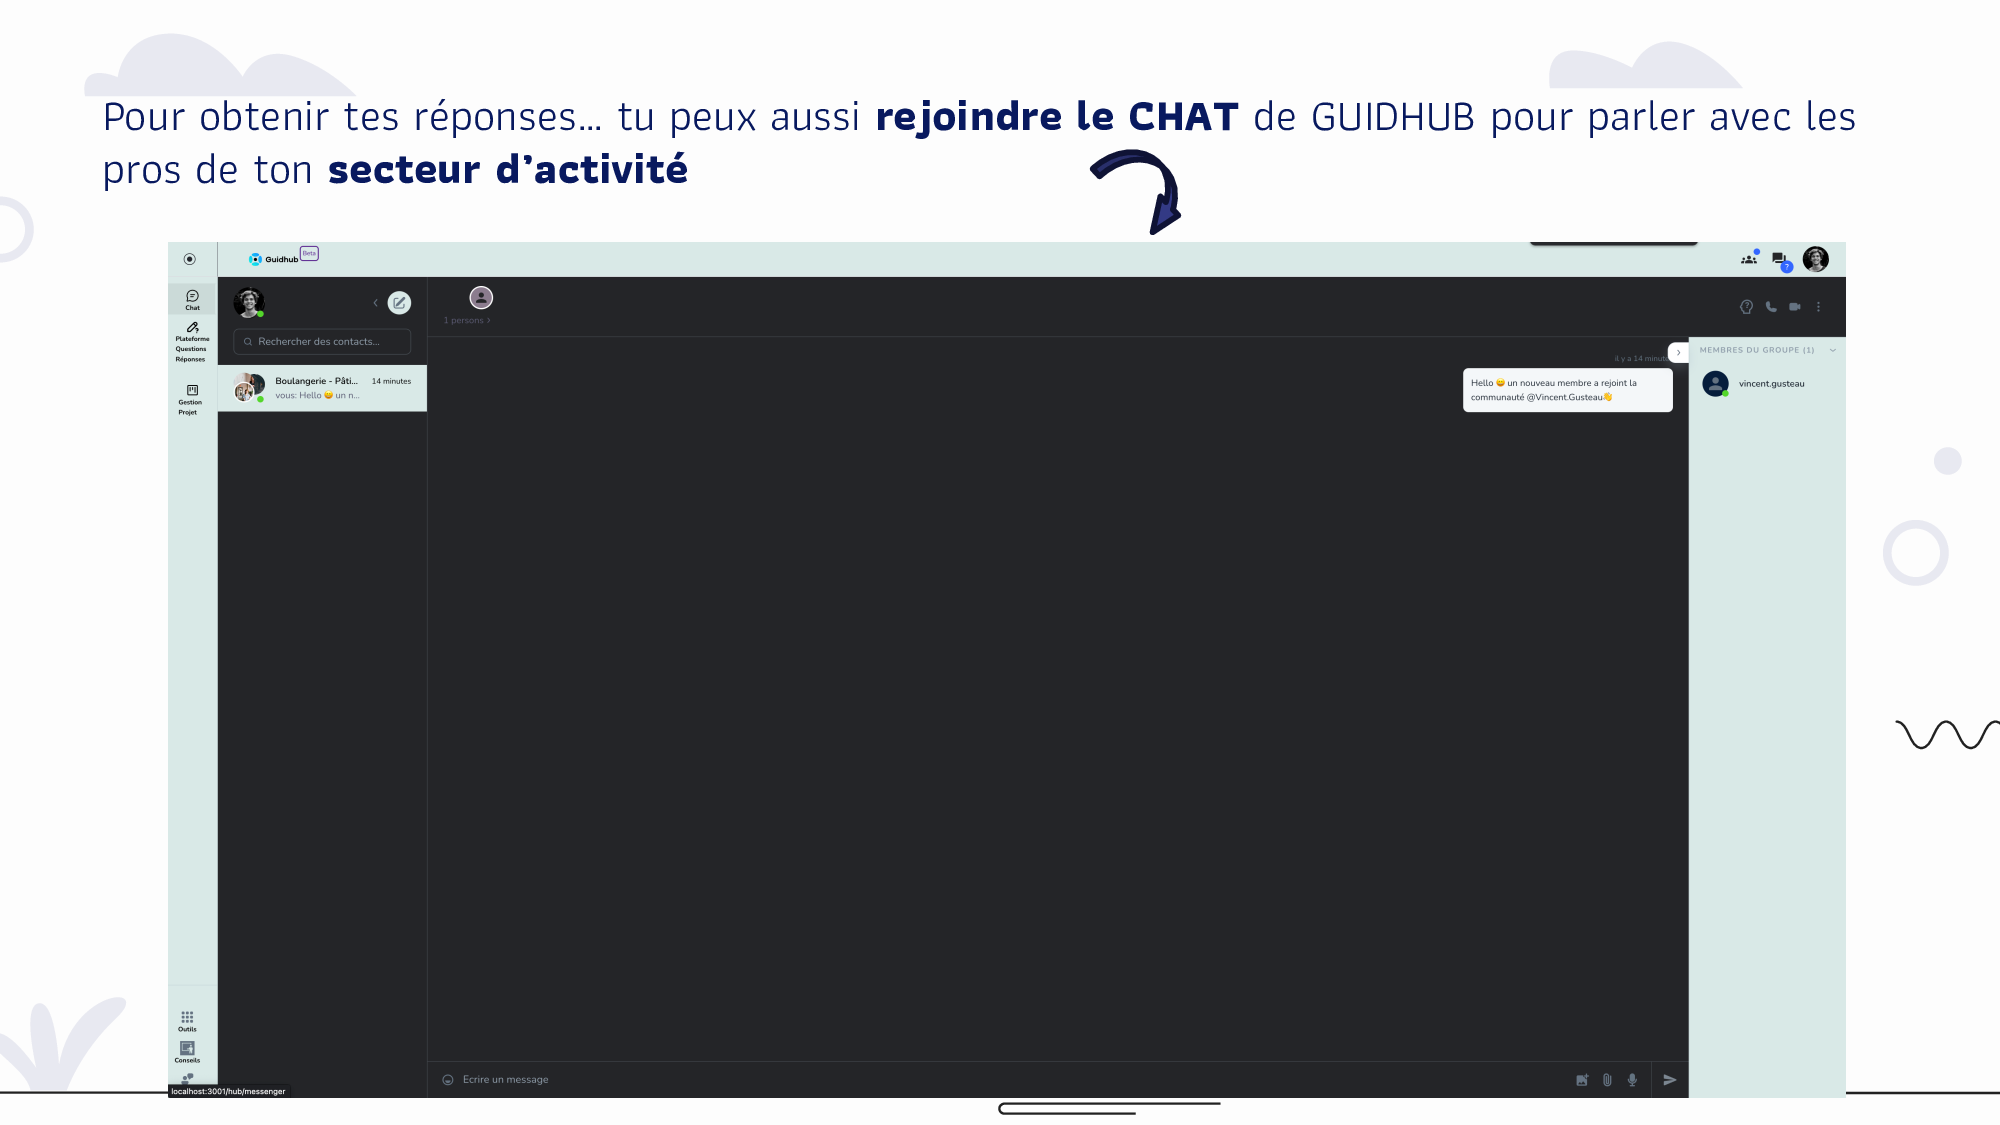 Pour obtenir tes réponses... tu peux aussi rejoindre le CHAT de GUIDHUB pour parler avec les
pros de ton secteur d'activité
Guidhub Beta
?
Chat
Plateforme
Questions
Réponses
Gestion
Projet
Outils
Conseils
localhost:3001/hub/messenger
Rechercher des contacts...
Boulangerie - Pâti... 14 minutes
vous: Hello 😀 un n...
1 persons ›
il y a 14 minut
Hello 😀 un nouveau membre a rejoint la
communauté @Vincent.Gusteau👋
MEMBRES DU GROUPE (1)
vincent.gusteau
Ecrire un message